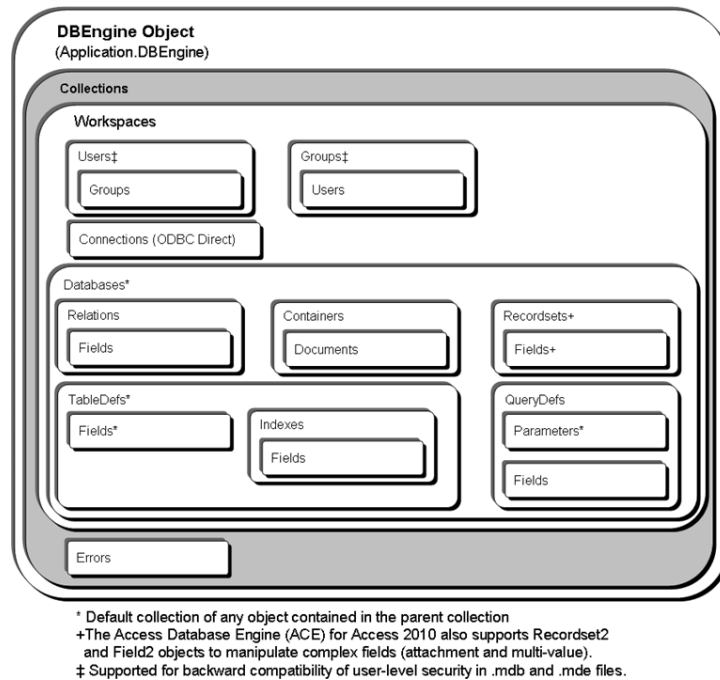 DBEngine Object
(Application.DBEngine)
Collections
Workspaces
Users‡
Groups
Groups‡
Users
Connections (ODBC Direct)
Databases*
Relations
Fields
Containers
Documents
Recordsets+
Fields+
TableDefs*
Fields*
Indexes
Fields
QueryDefs
Parameters*
Fields
Errors
* Default collection of any object contained in the parent collection
+The Access Database Engine (ACE) for Access 2010 also supports Recordset2
and Field2 objects to manipulate complex fields (attachment and multi-value).
‡ Supported for backward compatibility of user-level security in .mdb and .mde files.